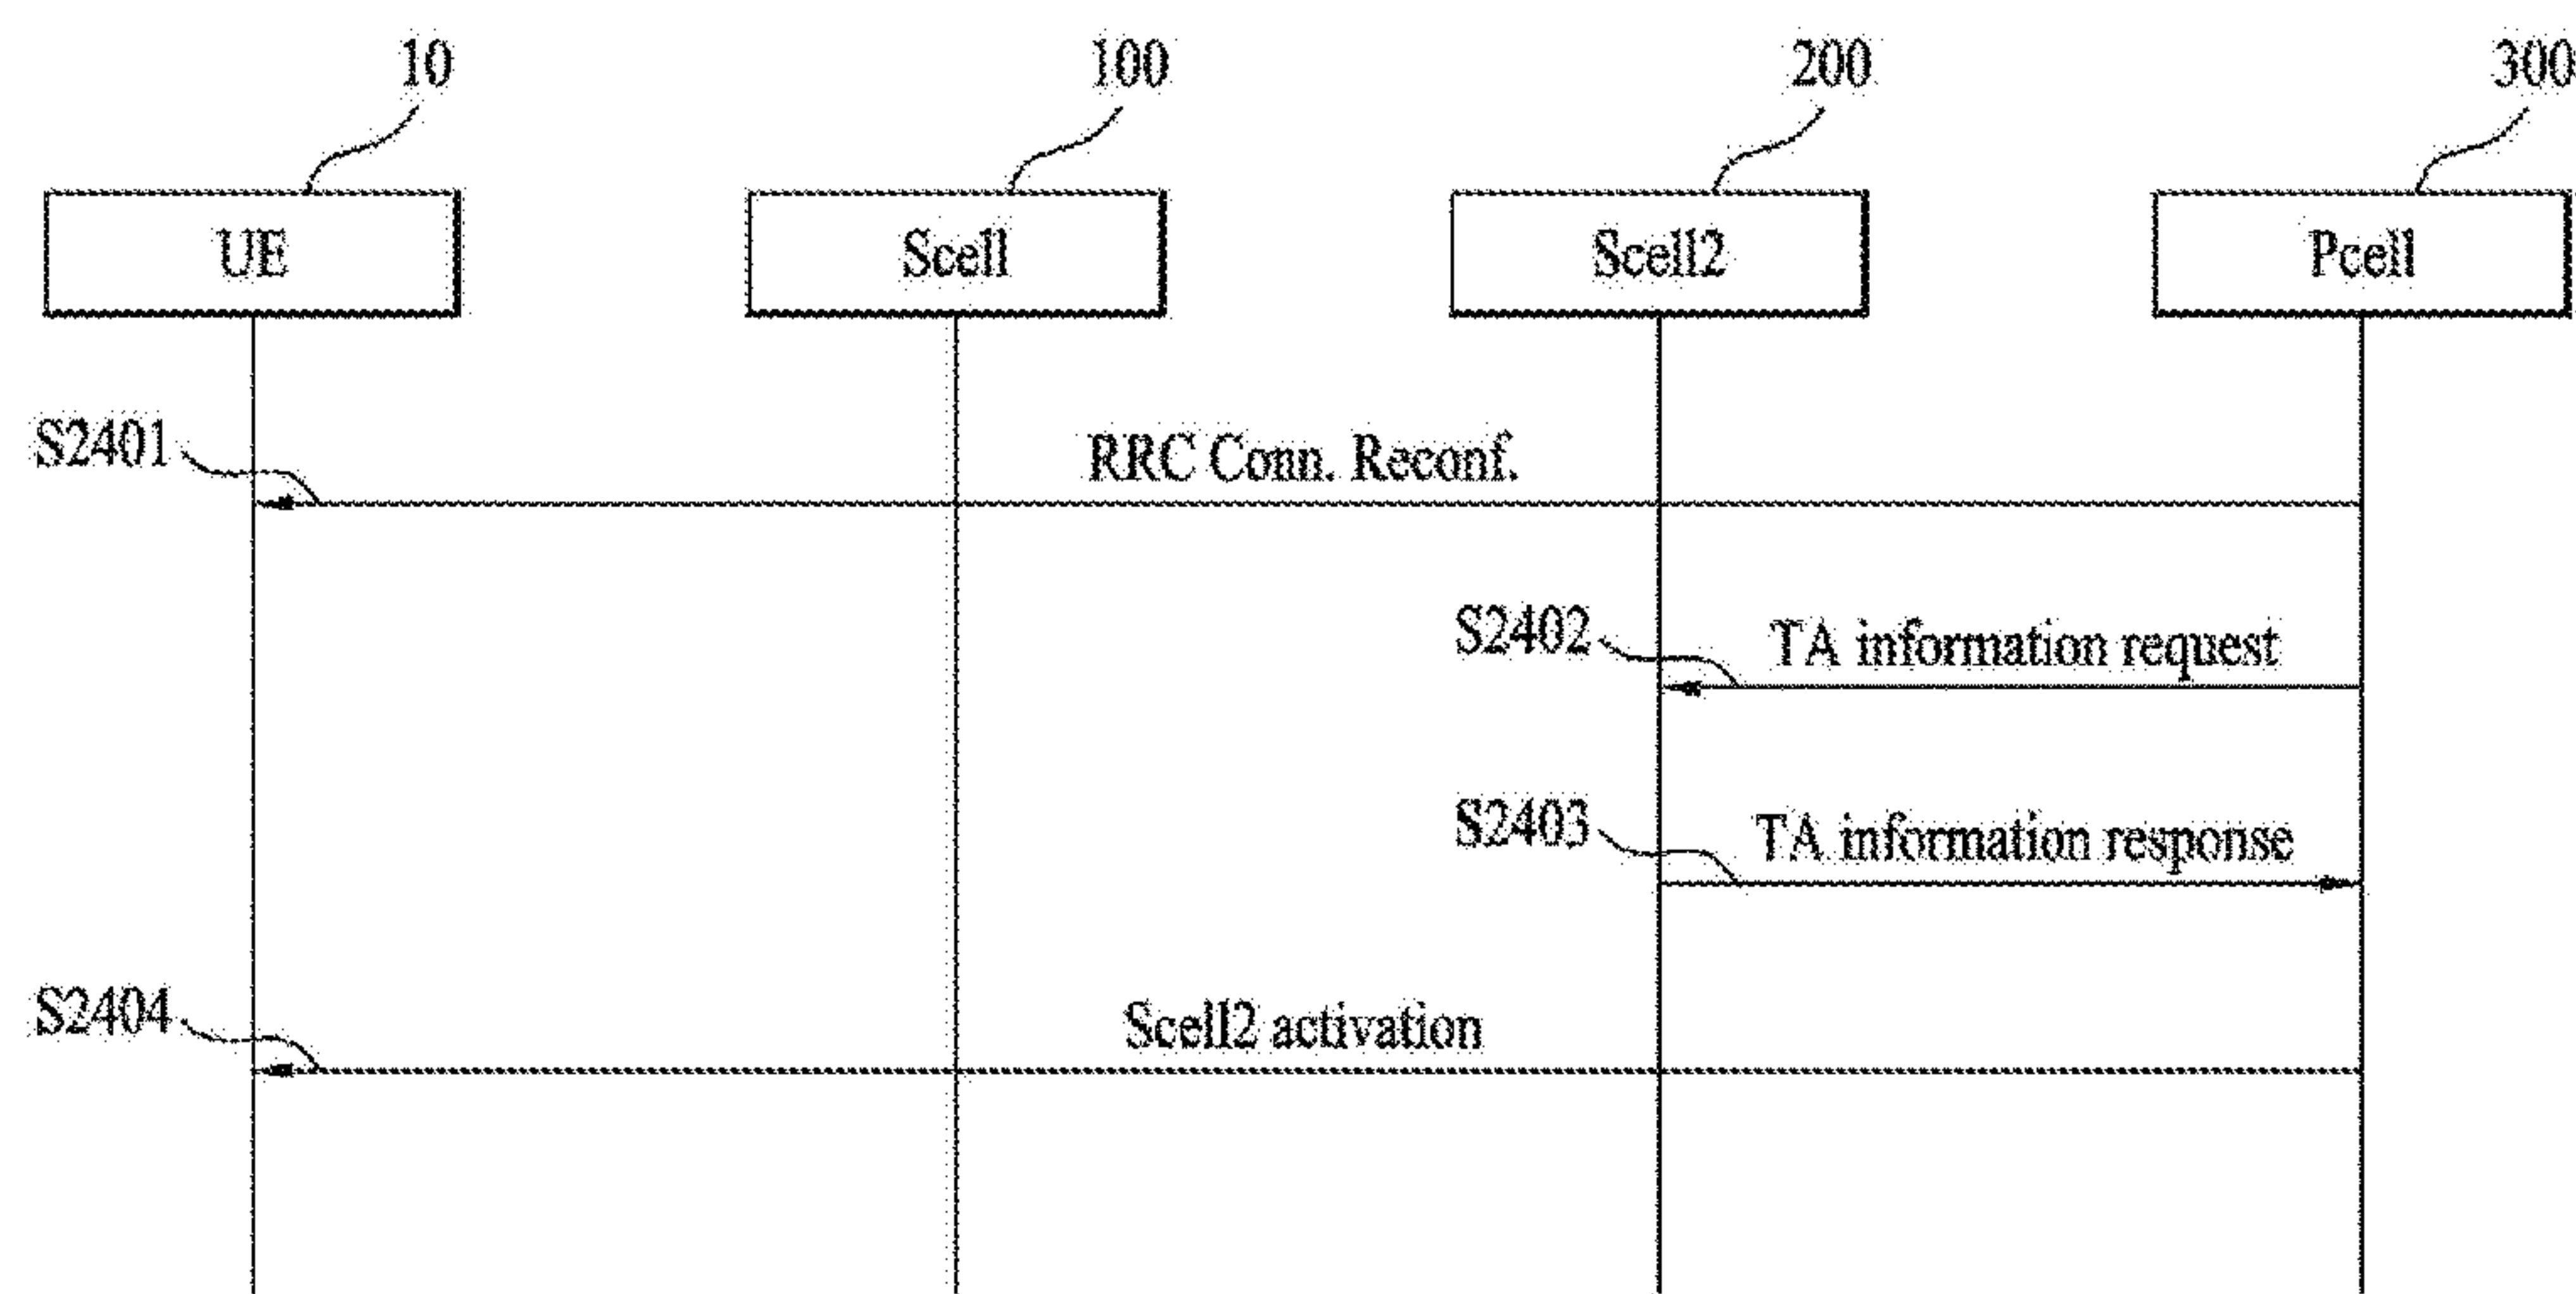 10
100
200
300
UE
Scell
Scell2
Pcell
S2401
RRC Conn. Reconf.
S2402
TA information request
S2403
TA information response
S2404
Scell2 activation